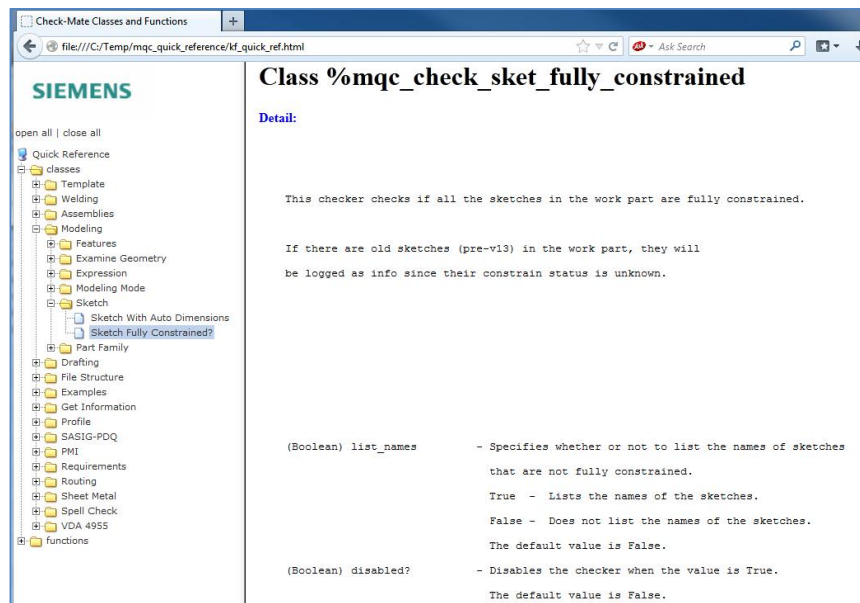 Check-Mate Classes and Functions
file:///C:/Temp/mqc_quick_reference/kf_quick_ref.html
Ask Search
SIEMENS
open all | close all
Quick Reference
classes
Template
Welding
Assemblies
Modeling
Features
Examine Geometry
Expression
Modeling Mode
Sketch
Sketch With Auto Dimensions
Sketch Fully Constrained?
Part Family
Drafting
File Structure
Examples
Get Information
Profile
SASIG-PDQ
PMI
Requirements
Routing
Sheet Metal
Spell Check
VDA 4955
functions
Class %mqc_check_sket_fully_constrained
Detail:
This checker checks if all the sketches in the work part are fully constrained.
If there are old sketches (pre-v13) in the work part, they will
be logged as info since their constrain status is unknown.
(Boolean) list_names - Specifies whether or not to list the names of sketches
that are not fully constrained.
True - Lists the names of the sketches.
False - Does not list the names of the sketches.
The default value is False.
(Boolean) disabled? - Disables the checker when the value is True.
The default value is False.